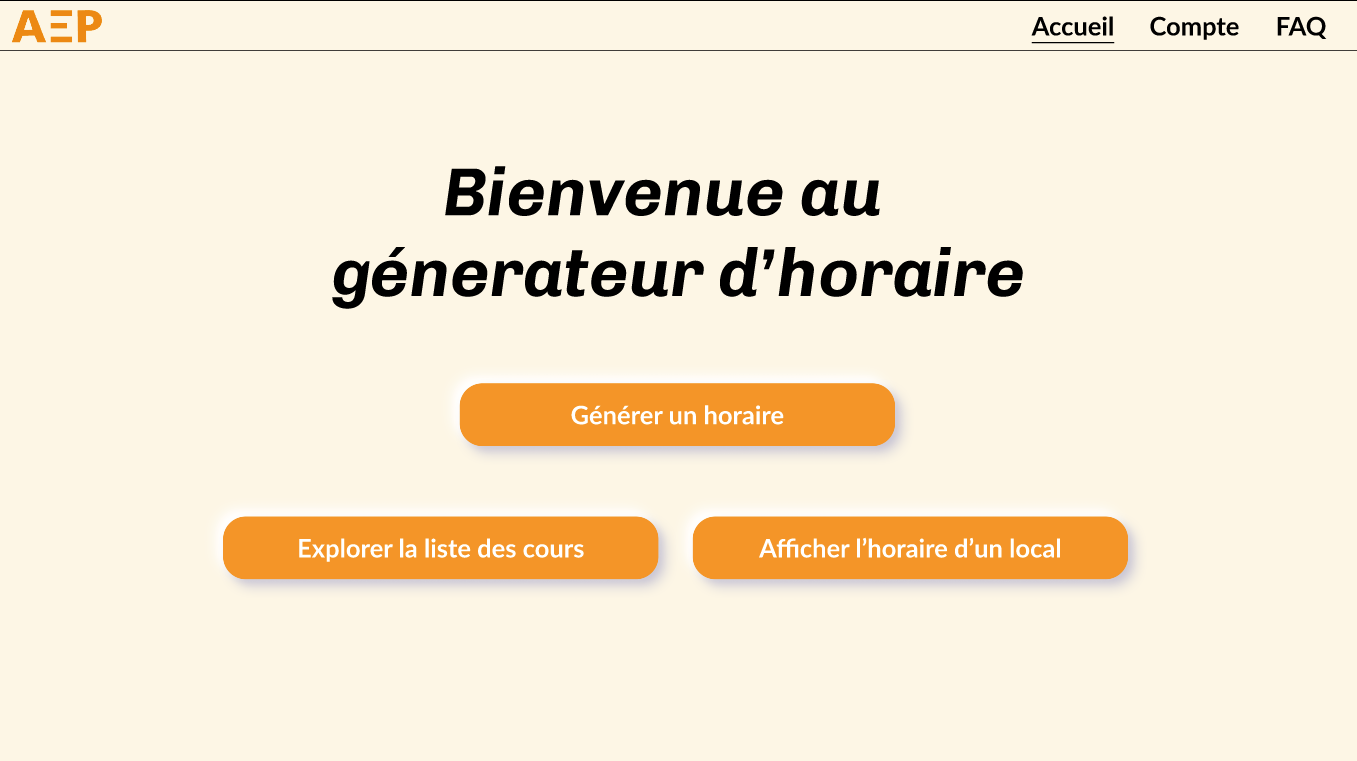 AEP
Accueil Compte FAQ
Bienvenue au
génerateur d’horaire
Générer un horaire
Explorer la liste des cours
Afficher l’horaire d’un local